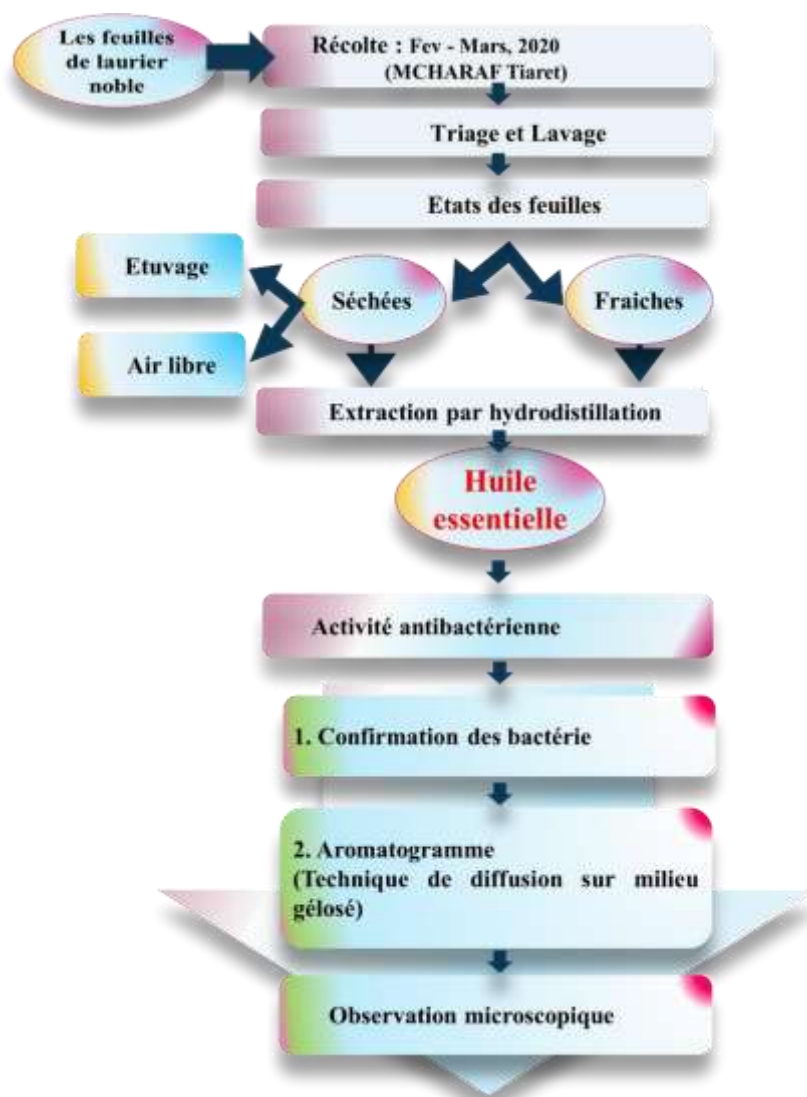 Les feuilles
de laurier
noble
Récolte : Fev - Mars, 2020
(MCHARAF Tiaret)
Triage et Lavage
Etats des feuilles
Etuvage
Séchées
Fraiches
Air libre
Extraction par hydrodistillation
Huile
essentielle
Activité antibactérienne
1. Confirmation des bactérie
2. Aromatogramme
(Technique de diffusion sur milieu
gélosé)
Observation microscopique